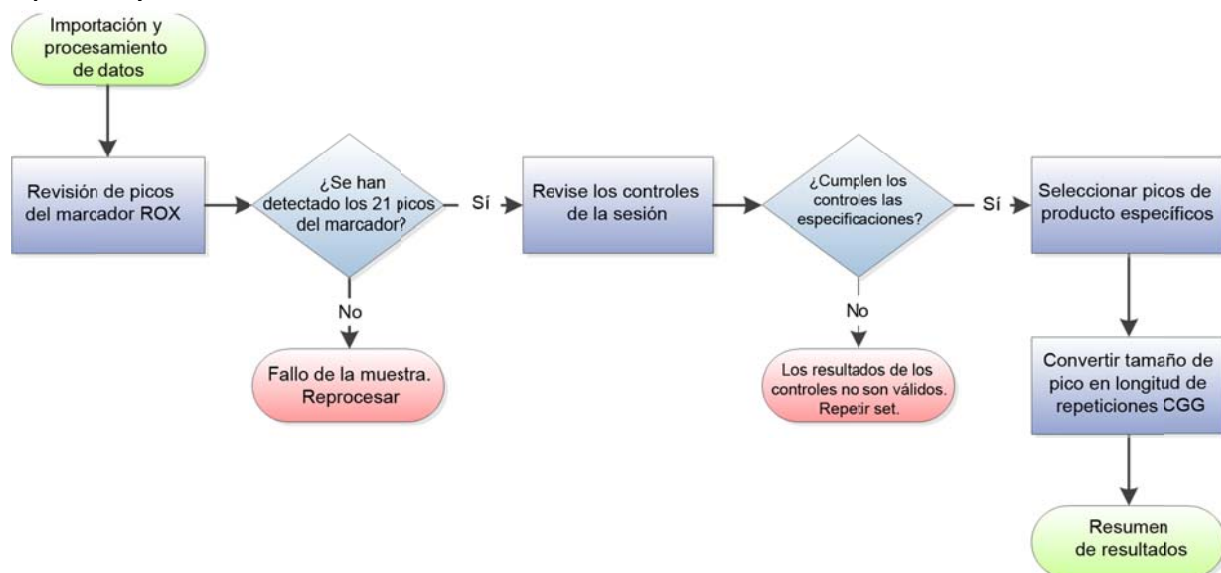 Importación y
procesamiento
de datos
Revisión de picos
del marcador ROX
¿Se han
detectado los 21 picos
del marcador?
Sí
Revise los controles
de la sesión
¿Cumplen los
controles las
especificaciones?
Sí
Seleccionar picos de
producto específicos
No
No
Fallo de la muestra.
Reprocesar
Los resultados de los
controles no son válidos.
Repetir set.
Convertir tamaño de
pico en longitud de
repeticiones CGG
Resumen
de resultados